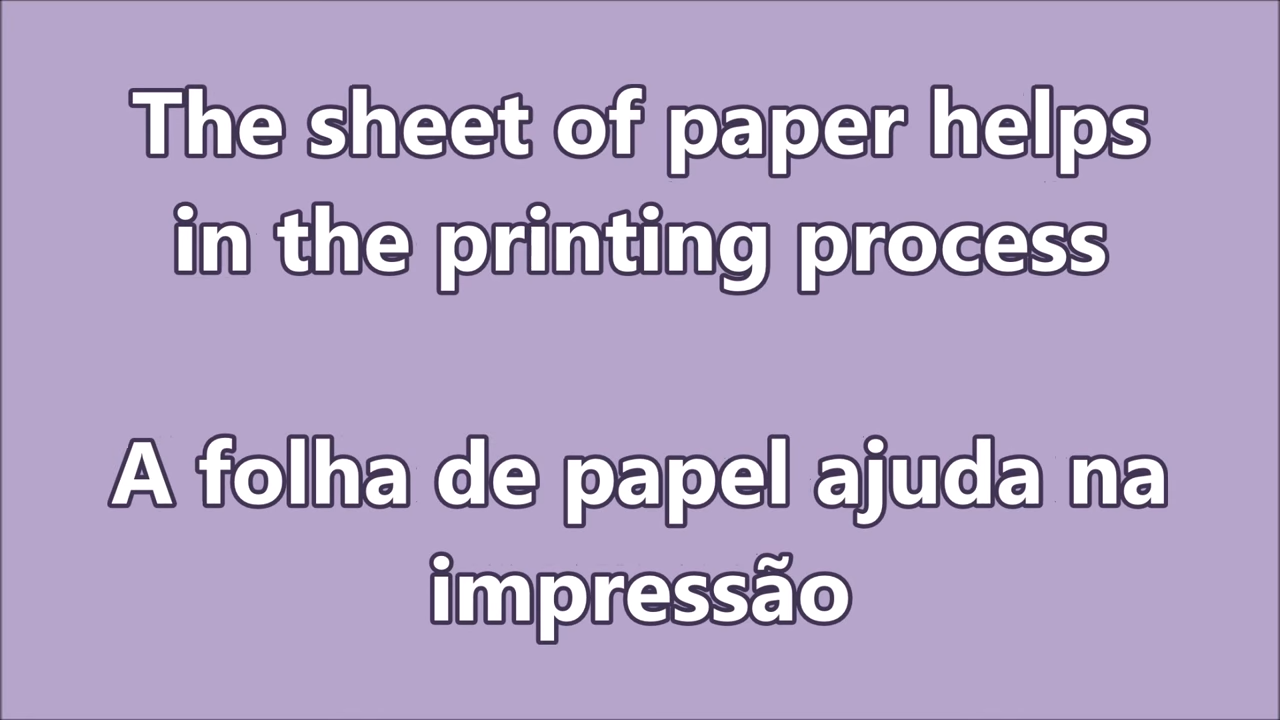 The sheet of paper helps
in the printing process
A folha de papel ajuda na
impressão